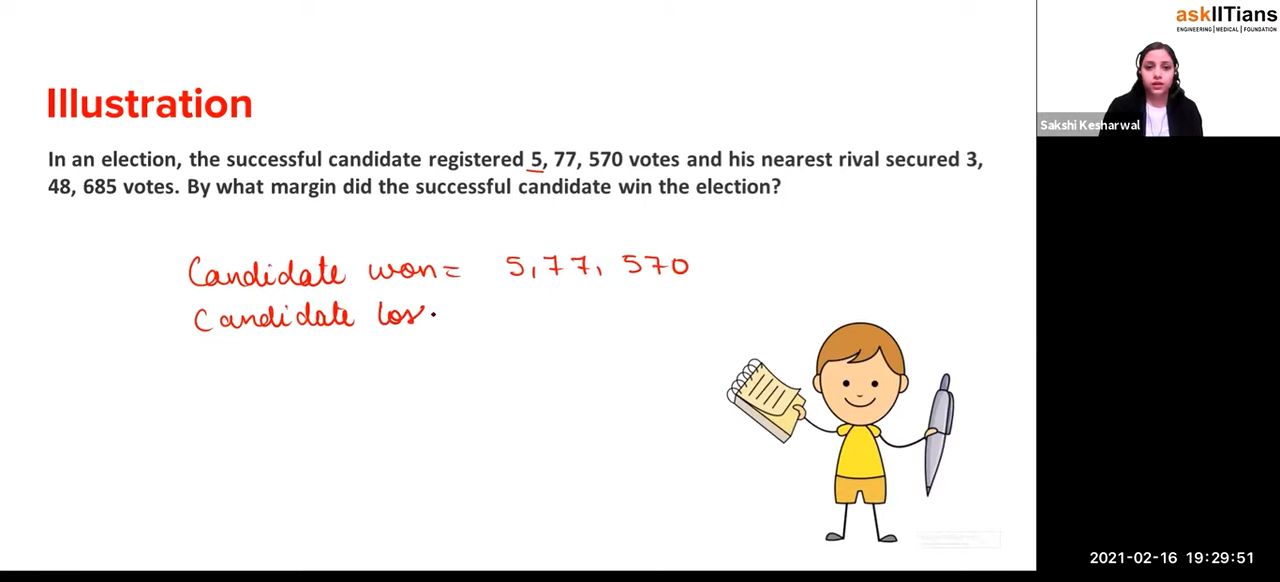 askIITians
ENGINEERING | MEDICAL | FOUNDATION
Sakshi Kesharwal
Illustration
In an election, the successful candidate registered 5, 77, 570 votes and his nearest rival secured 3,
48, 685 votes. By what margin did the successful candidate win the election?
Candidate won = 5,77, 570
Candidate los
2021-02-16 19:29:51